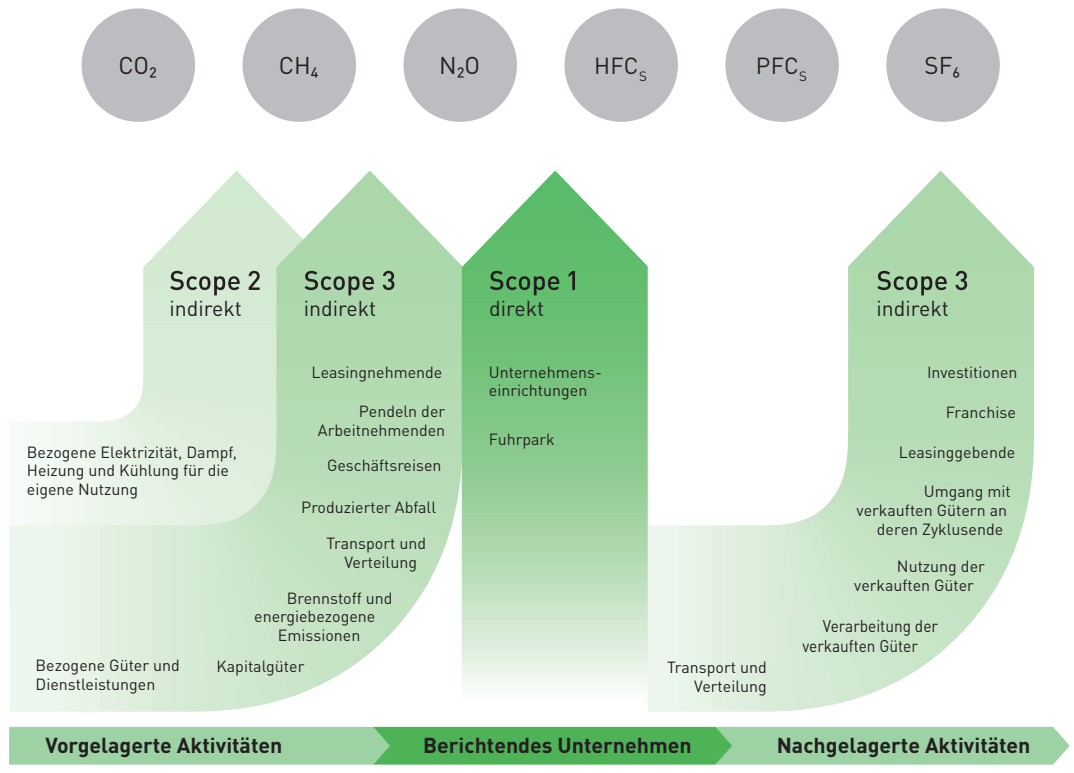 CO₂
CH₄
N₂O
HFCₛ
PFCₛ
SF₆
Scope 2
indirekt
Bezogene Elektrizität, Dampf,
Heizung und Kühlung für die
eigene Nutzung
Scope 3
indirekt
Leasingnehmende
Pendeln der
Arbeitnehmenden
Geschäftsreisen
Produzierter Abfall
Transport und
Verteilung
Brennstoff und
energiebezogene
Emissionen
Kapitalgüter
Bezogene Güter und
Dienstleistungen
Scope 1
direkt
Unternehmens-
einrichtungen
Fuhrpark
Scope 3
indirekt
Investitionen
Franchise
Leasinggebende
Umgang mit
verkauften Gütern an
deren Zyklusende
Nutzung der
verkauften Güter
Verarbeitung der
verkauften Güter
Transport und
Verteilung
Vorgelagerte Aktivitäten
Berichtendes Unternehmen
Nachgelagerte Aktivitäten